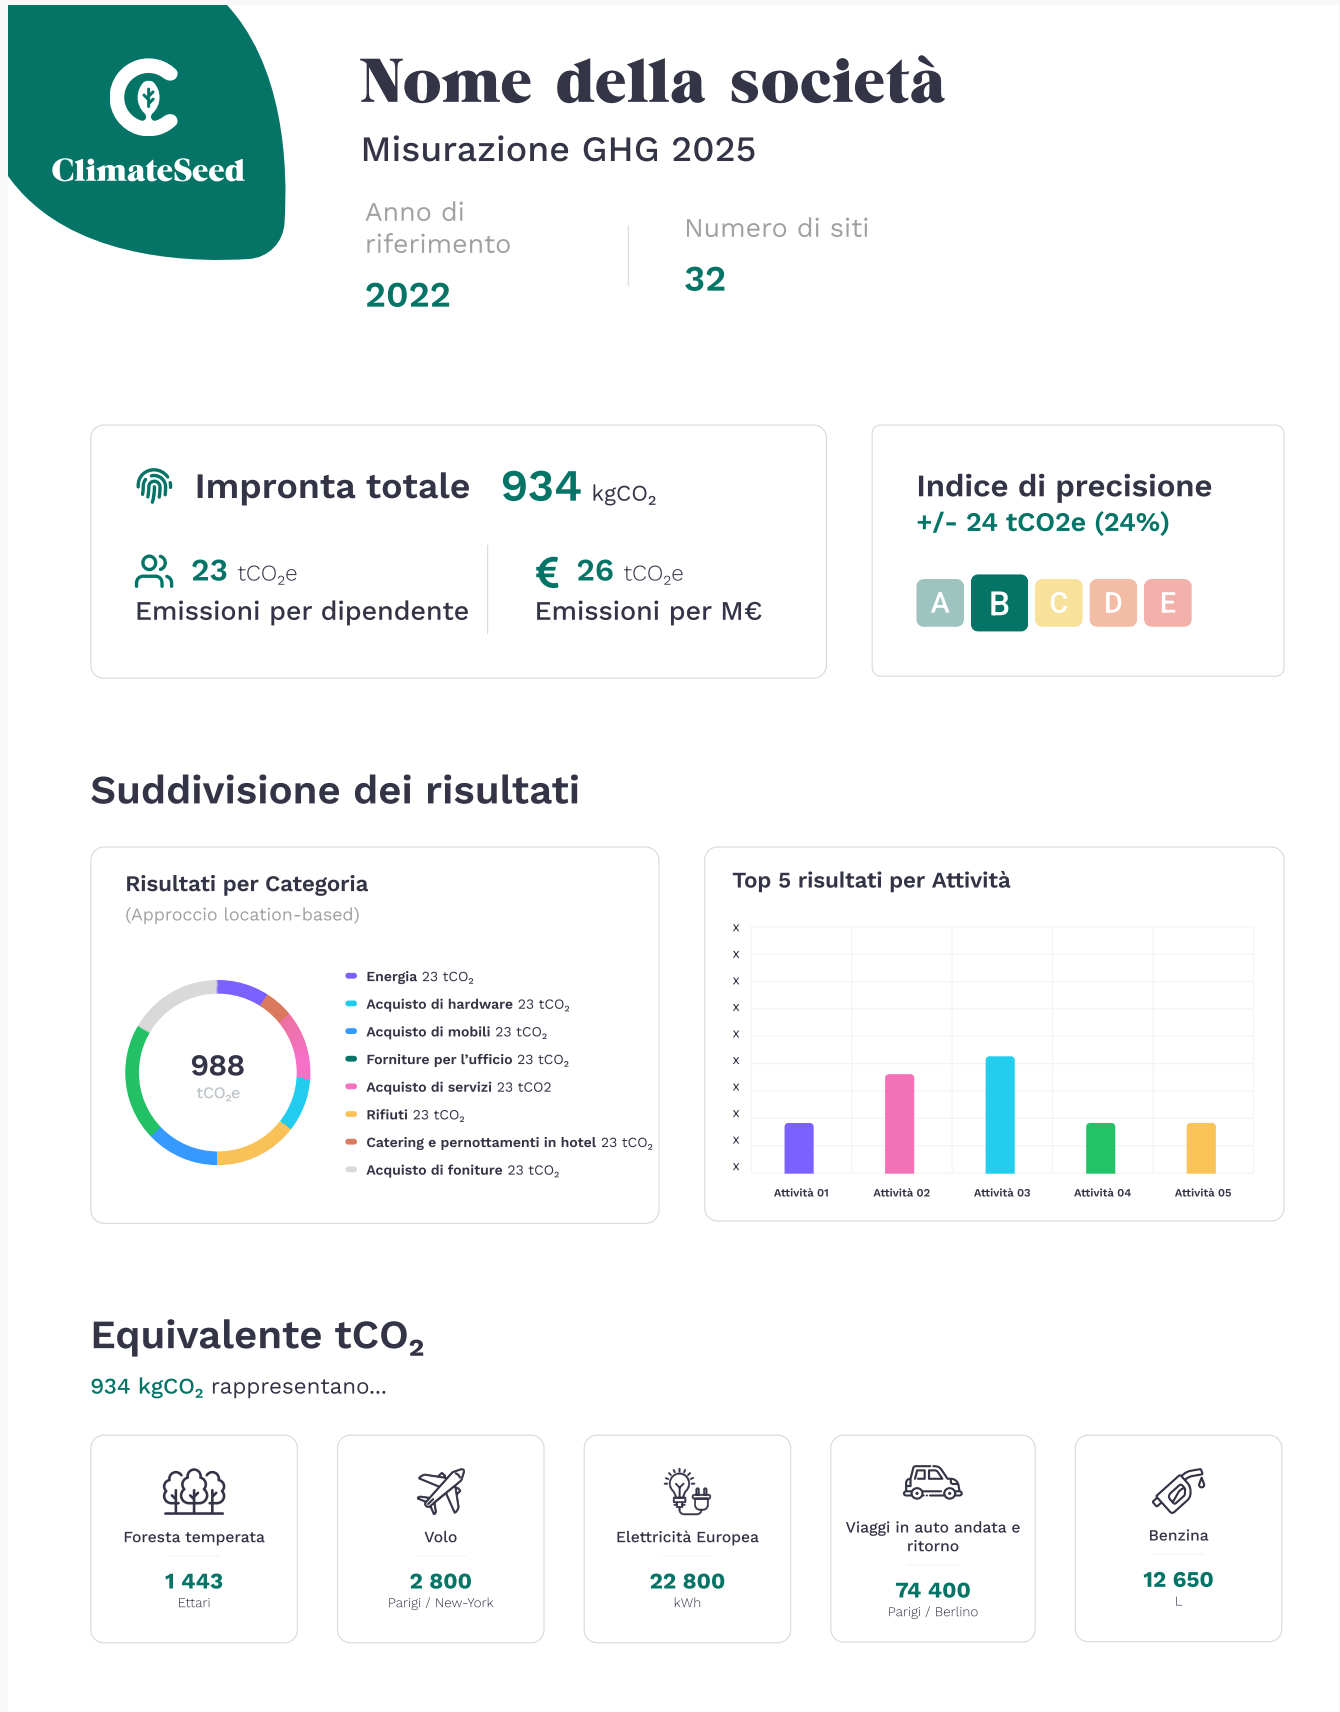 ClimateSeed
Nome della società
Misurazione GHG 2025
Anno di
riferimento
2022
Numero di siti
32
Impronta totale 934 kgCO₂
23 tCO₂e
Emissioni per dipendente
€ 26 tCO₂e
Emissioni per M€
Indice di precisione
+/- 24 tCO2e (24%)
A B C D E
Suddivisione dei risultati
Risultati per Categoria
(Approccio location-based)
988
tCO₂e
Energia 23 tCO₂
Acquisto di hardware 23 tCO₂
Acquisto di mobili 23 tCO₂
Forniture per l’ufficio 23 tCO₂
Acquisto di servizi 23 tCO2
Rifiuti 23 tCO₂
Catering e pernottamenti in hotel 23 tCO₂
Acquisto di foniture 23 tCO₂
Top 5 risultati per Attività
x
x
x
x
x
x
x
x
x
x
Attività 01 Attività 02 Attività 03 Attività 04 Attività 05
Equivalente tCO₂
934 kgCO₂ rappresentano...
Foresta temperata
1 443
Ettari
Volo
2 800
Parigi / New-York
Elettricità Europea
22 800
kWh
Viaggi in auto andata e
ritorno
74 400
Parigi / Berlino
Benzina
12 650
L